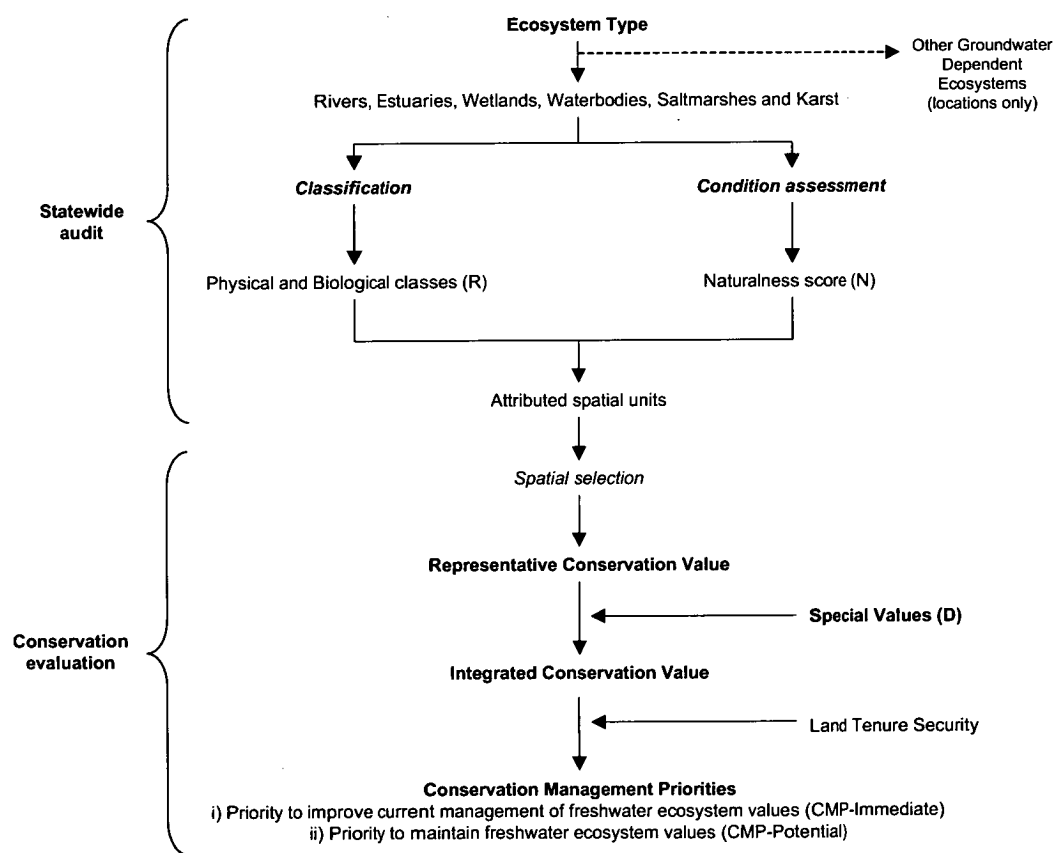 Ecosystem Type
Other Groundwater
Dependent
Ecosystems
(locations only)
Rivers, Estuaries, Wetlands, Waterbodies, Saltmarshes and Karst
Classification
Condition assessment
Statewide
audit
Physical and Biological classes (R)
Naturalness score (N)
Attributed spatial units
Spatial selection
Representative Conservation Value
Special Values (D)
Conservation
evaluation
Integrated Conservation Value
Land Tenure Security
Conservation Management Priorities
i) Priority to improve current management of freshwater ecosystem values (CMP-Immediate)
ii) Priority to maintain freshwater ecosystem values (CMP-Potential)